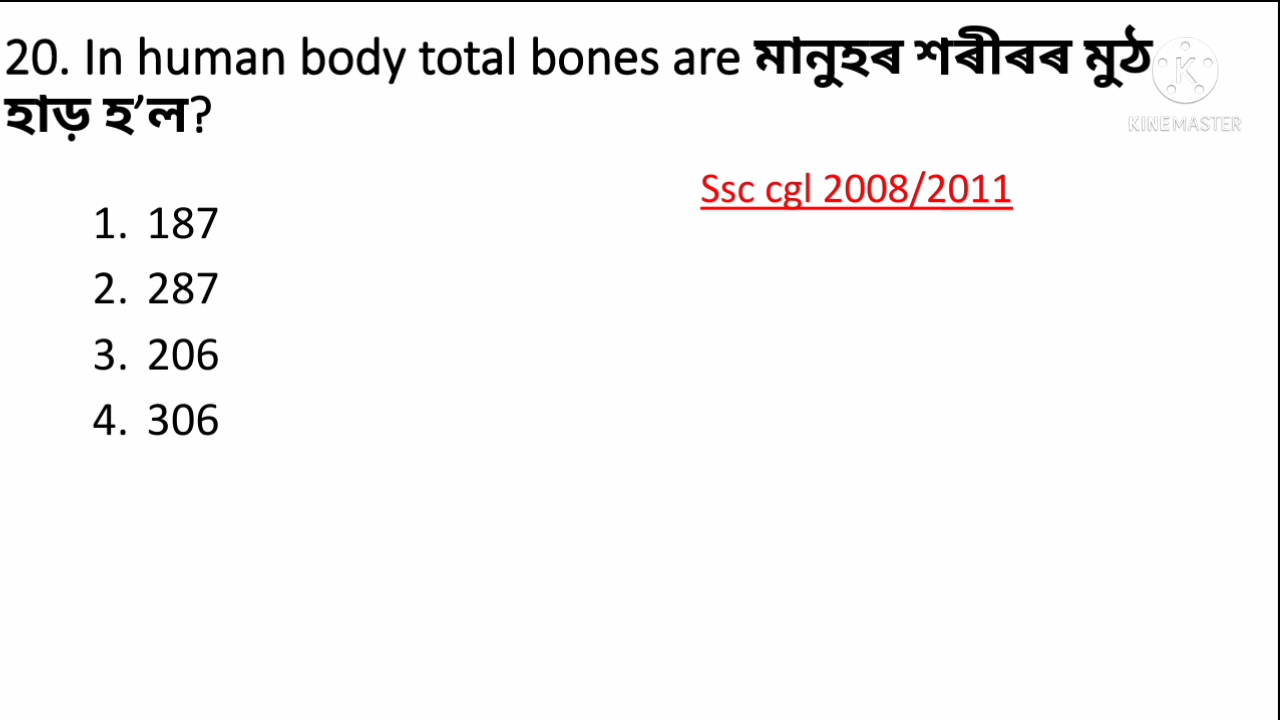 20. In human body total bones are মানুহৰ শৰীৰৰ মুঠ
হাড় হ’ল?
K
KINEMASTER
Ssc cgl 2008/2011
1. 187
2. 287
3. 206
4. 306